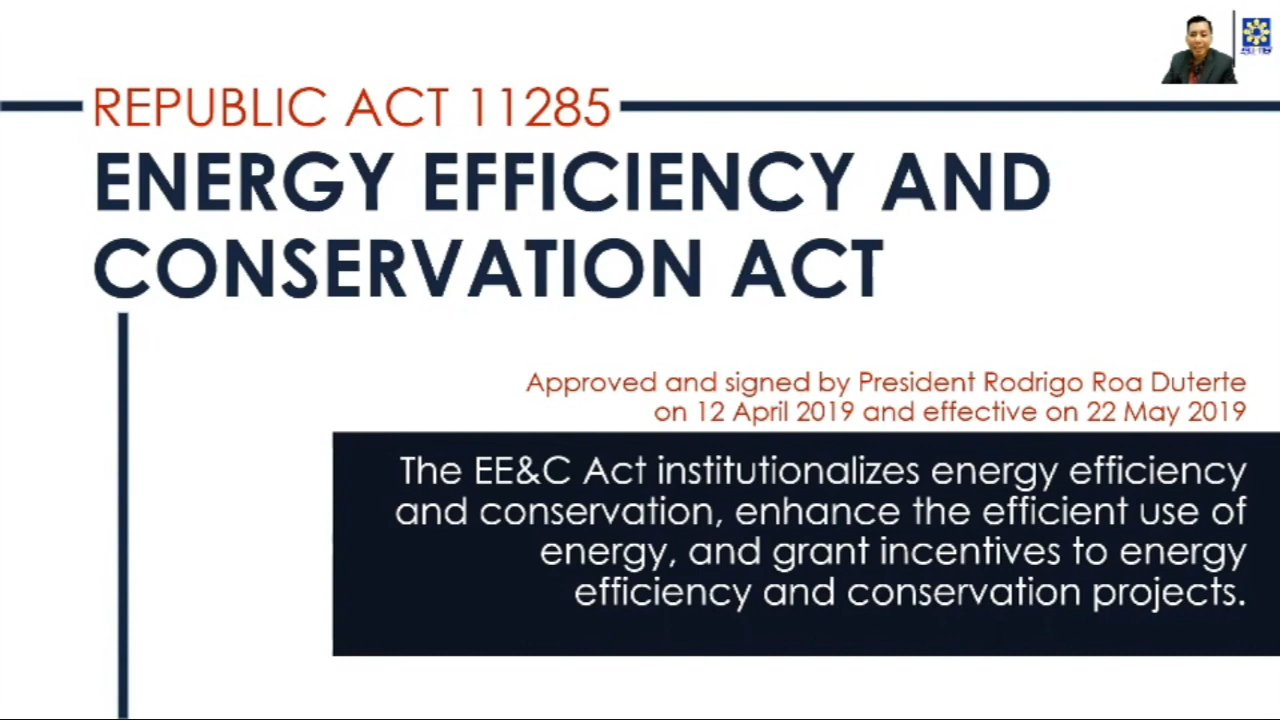 REPUBLIC ACT 11285
ENERGY EFFICIENCY AND
CONSERVATION ACT
Approved and signed by President Rodrigo Roa Duterte
on 12 April 2019 and effective on 22 May 2019
The EE&C Act institutionalizes energy efficiency
and conservation, enhance the efficient use of
energy, and grant incentives to energy
efficiency and conservation projects.